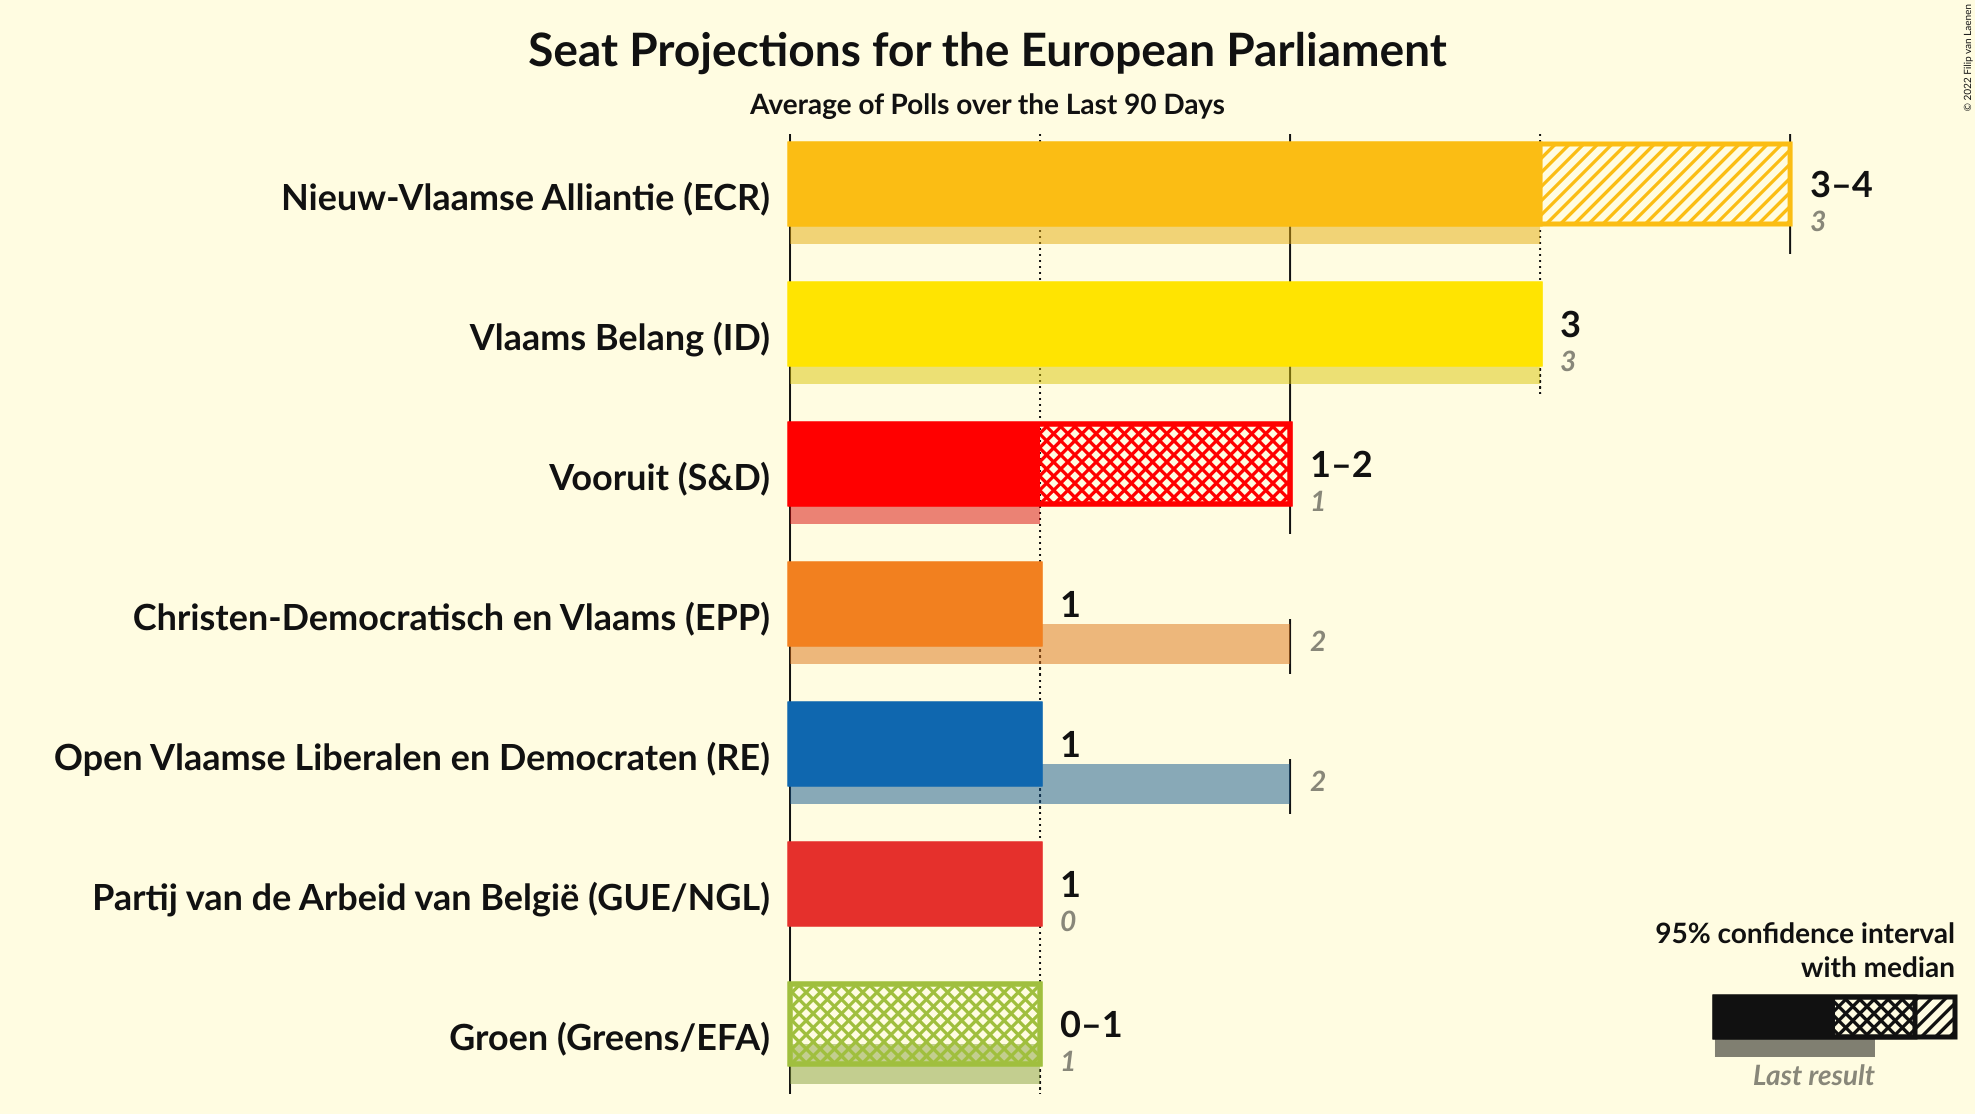 Seat Projections for the European Parliament
Average of Polls over the Last 90 Days
© 2022 Filip van Laenen
Nieuw-Vlaamse Alliantie (ECR)
3–4
3
Vlaams Belang (ID)
3
3
Vooruit (S&D)
1–2
1
Christen-Democratisch en Vlaams (EPP)
1
2
Open Vlaamse Liberalen en Democraten (RE)
1
2
Partij van de Arbeid van België (GUE/NGL)
1
0
Groen (Greens/EFA)
0–1
1
95% confidence interval
with median
Last result